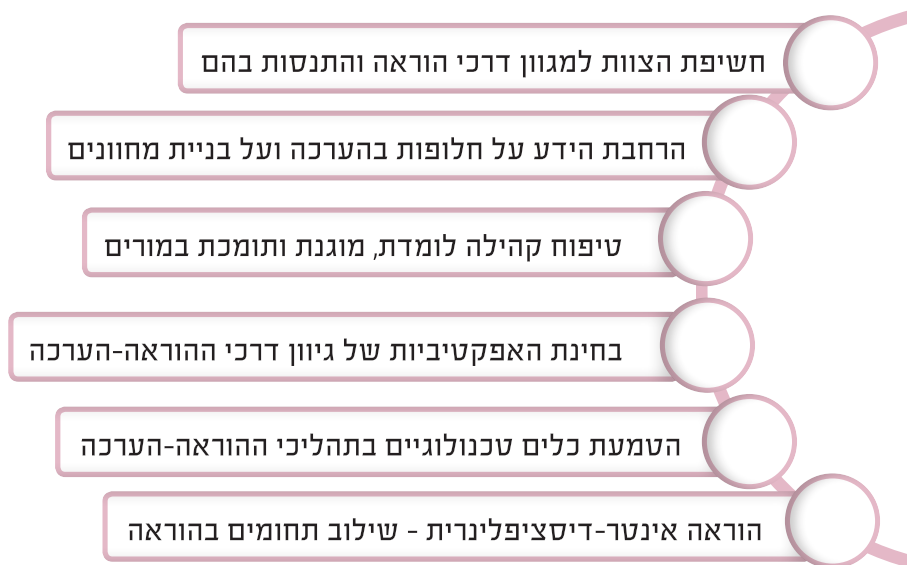 חשיפת הצוות למגוון דרכי הוראה והתנסות בהם
הרחבת הידע על חלופות בהערכה ועל בניית מחוונים
טיפוח קהילה לומדת, מוגנת ותומכת במורים
בחינת האפקטיביות של גיוון דרכי ההוראה-הערכה
הטמעת כלים טכנולוגיים בתהליכי ההוראה-הערכה
הוראה אינטר-דיסציפלינרית - שילוב תחומים בהוראה